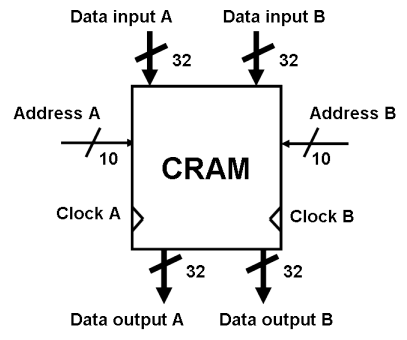 Data input A Data input B
32 32
Address A Address B
10 10
CRAM
Clock A Clock B
32 32
Data output A Data output B